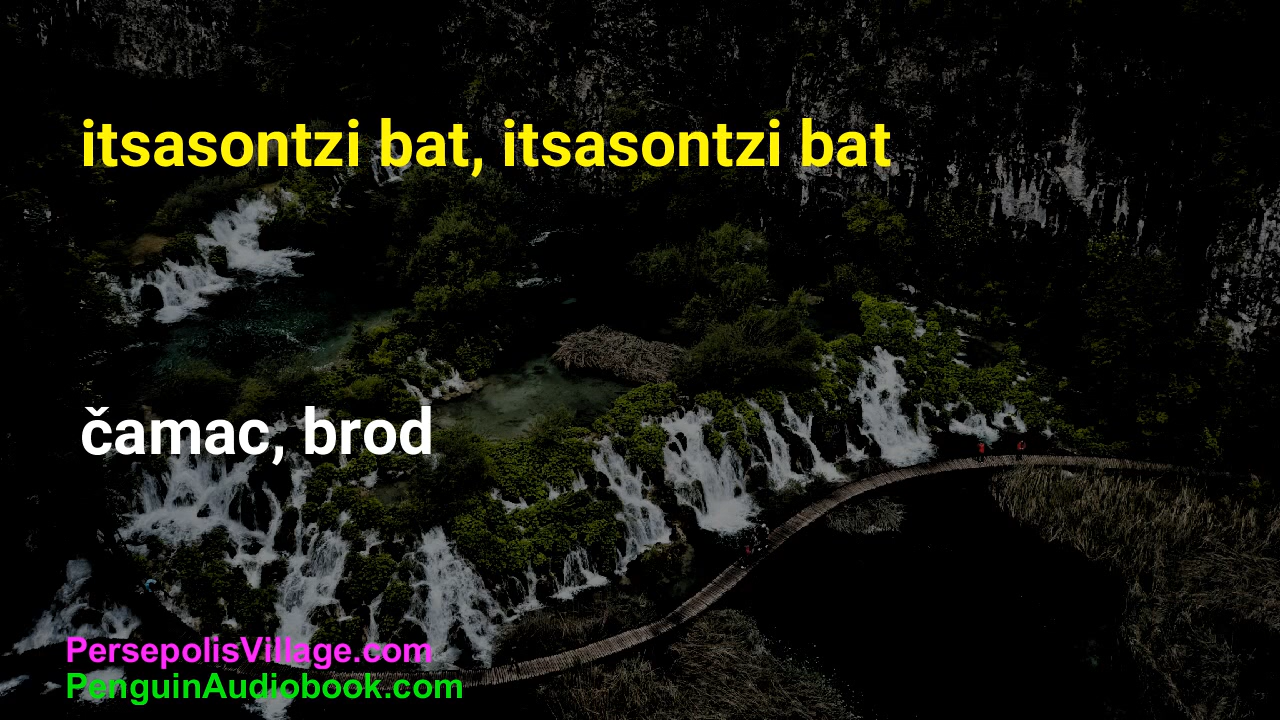 itsasontzi bat, itsasontzi bat
čamac, brod
PersepolisVillage.com
PenguinAudiobook.com